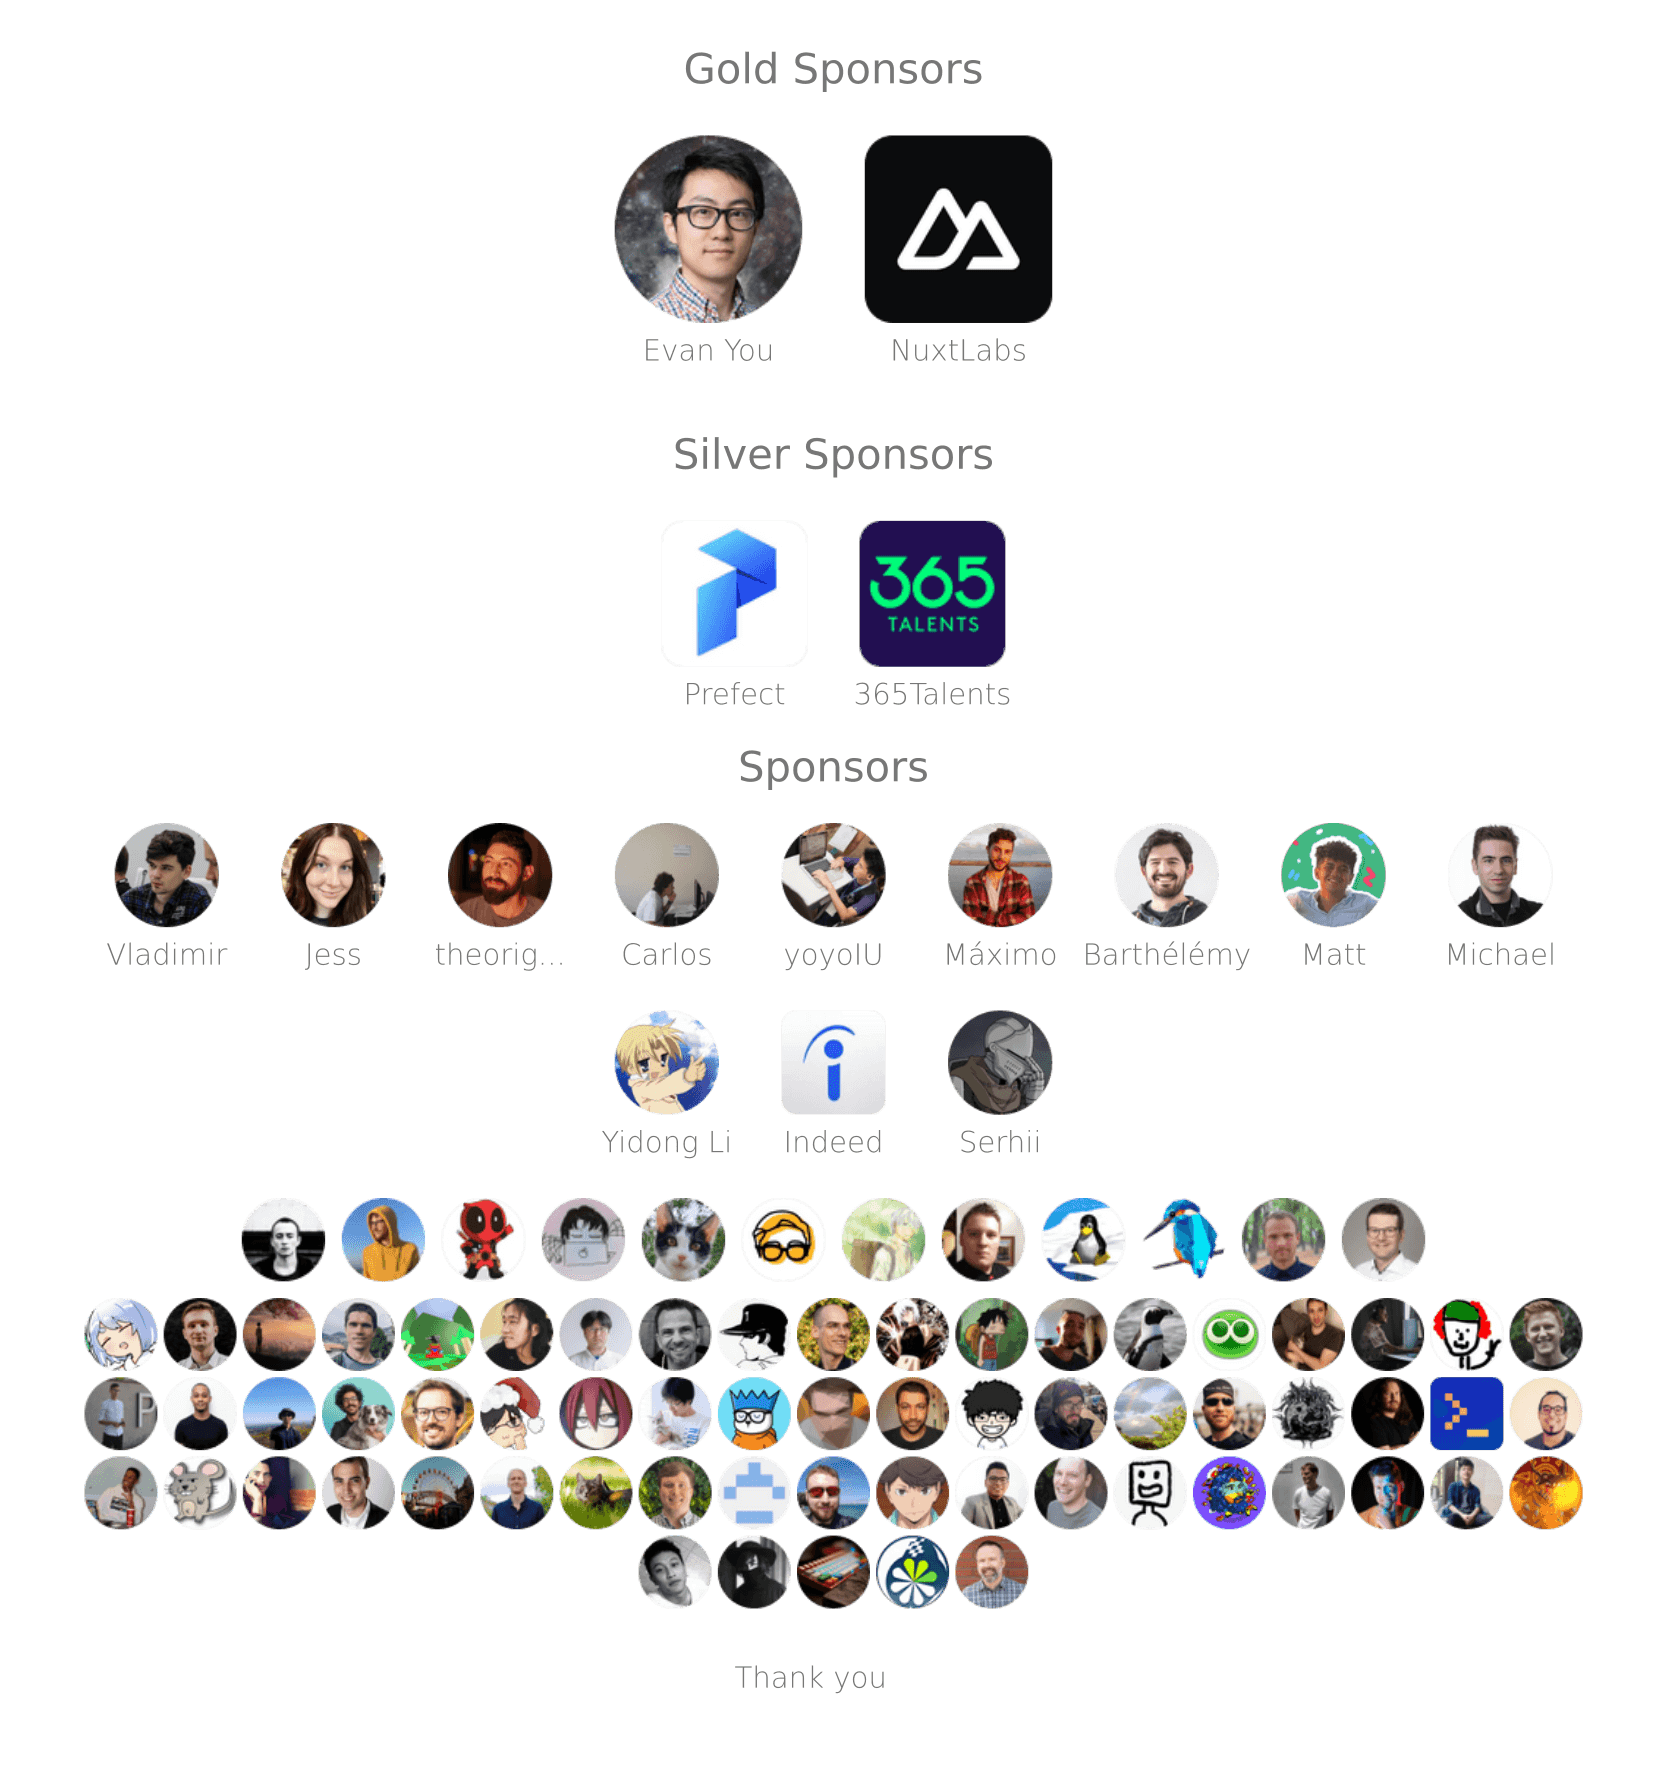 Gold Sponsors
Evan You NuxtLabs
Silver Sponsors
365
TALENTS
Prefect 365Talents
Sponsors
Vladimir Jess theorig... Carlos yoyolU Máximo Barthélémy Matt Michael
Yidong Li Indeed Serhii
Thank you